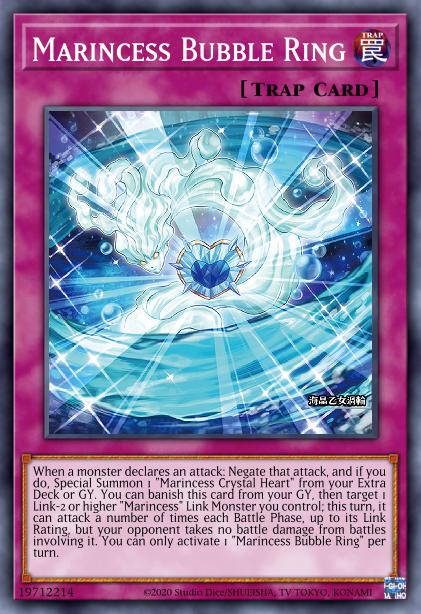 Marincess Bubble Ring
TRAP
罠
[Trap Card]
海晶乙女渦輪
When a monster declares an attack: Negate that attack, and if you
do, Special Summon 1 "Marincess Crystal Heart" from your Extra
Deck or GY. You can banish this card from your GY, then target 1
Link-2 or higher "Marincess" Link Monster you control; this turn, it
can attack a number of times each Battle Phase, up to its Link
Rating, but your opponent takes no battle damage from battles
involving it. You can only activate 1 "Marincess Bubble Ring" per
turn.
19712214
©2020 Studio Dice/SHUEISHA, TV TOKYO, KONAMI